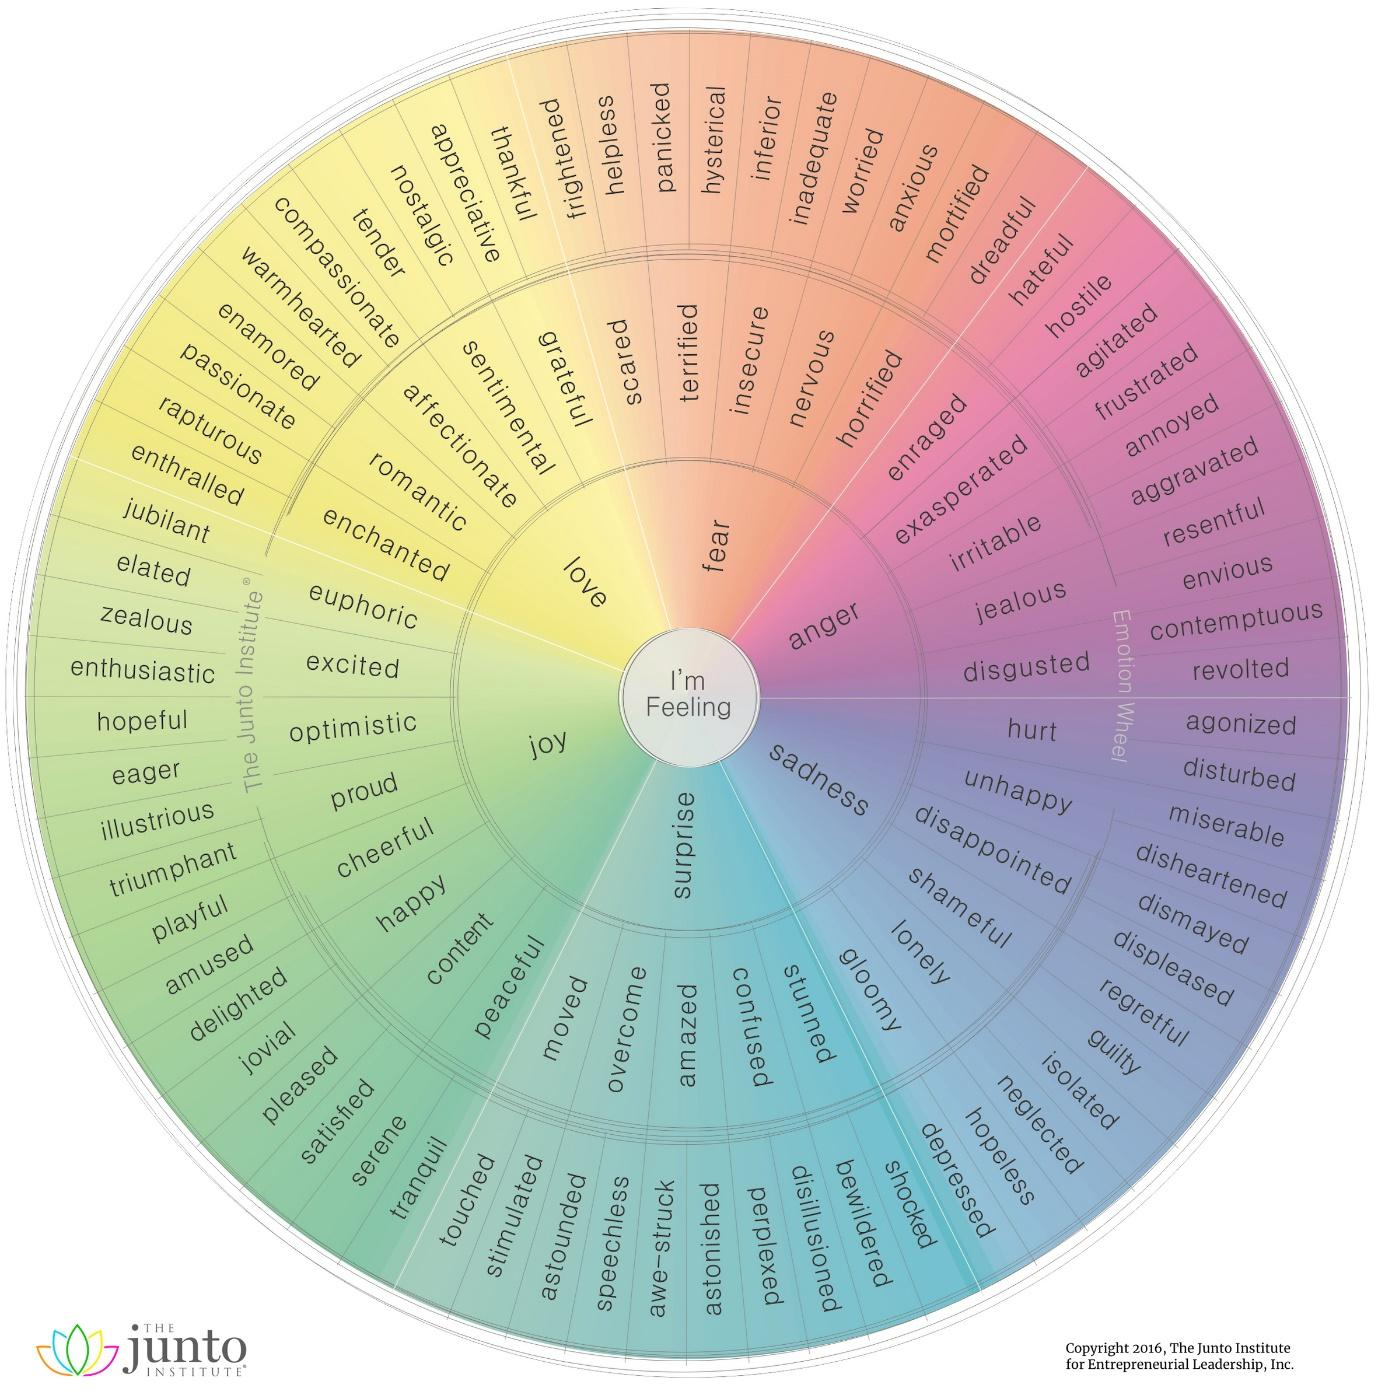 I'm
Feeling
fear
anger
sadness
surprise
joy
love
scared
terrified
insecure
nervous
horrified
enraged
exasperated
irritable
jealous
disgusted
hurt
unhappy
disappointed
shameful
lonely
gloomy
stunned
confused
amazed
overcome
moved
peaceful
content
happy
cheerful
proud
optimistic
excited
euphoric
enchanted
romantic
affectionate
sentimental
grateful
frightened
helpless
panicked
hysterical
inferior
inadequate
worried
anxious
mortified
dreadful
hateful
hostile
agitated
frustrated
annoyed
aggravated
resentful
envious
contemptuous
revolted
agonized
disturbed
miserable
disheartened
dismayed
displeased
regretful
guilty
isolated
neglected
hopeless
depressed
shocked
bewildered
disillusioned
perplexed
astonished
awe-struck
speechless
astounded
stimulated
touched
tranquil
serene
satisfied
pleased
jovial
delighted
amused
playful
triumphant
illustrious
eager
hopeful
enthusiastic
zealous
elated
jubilant
enthralled
rapturous
passionate
enamored
warmhearted
compassionate
tender
nostalgic
appreciative
thankful
The Junto Institute®
Emotion Wheel
THE
junto
INSTITUTE®
Copyright 2016, The Junto Institute
for Entrepreneurial Leadership, Inc.